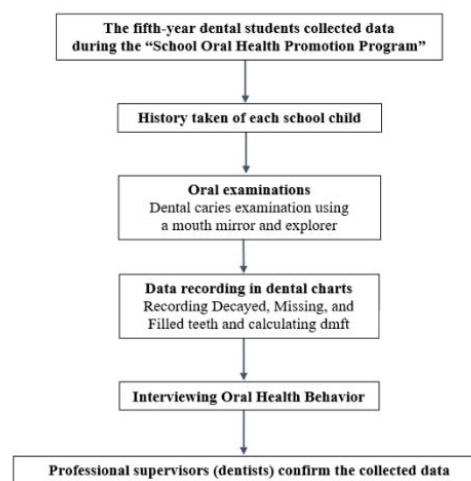 The fifth-year dental students collected data
during the “School Oral Health Promotion Program”
History taken of each school child
Oral examinations
Dental caries examination using
a mouth mirror and explorer
Data recording in dental charts
Recording Decayed, Missing, and
Filled teeth and calculating dmft
Interviewing Oral Health Behavior
Professional supervisors (dentists) confirm the collected data